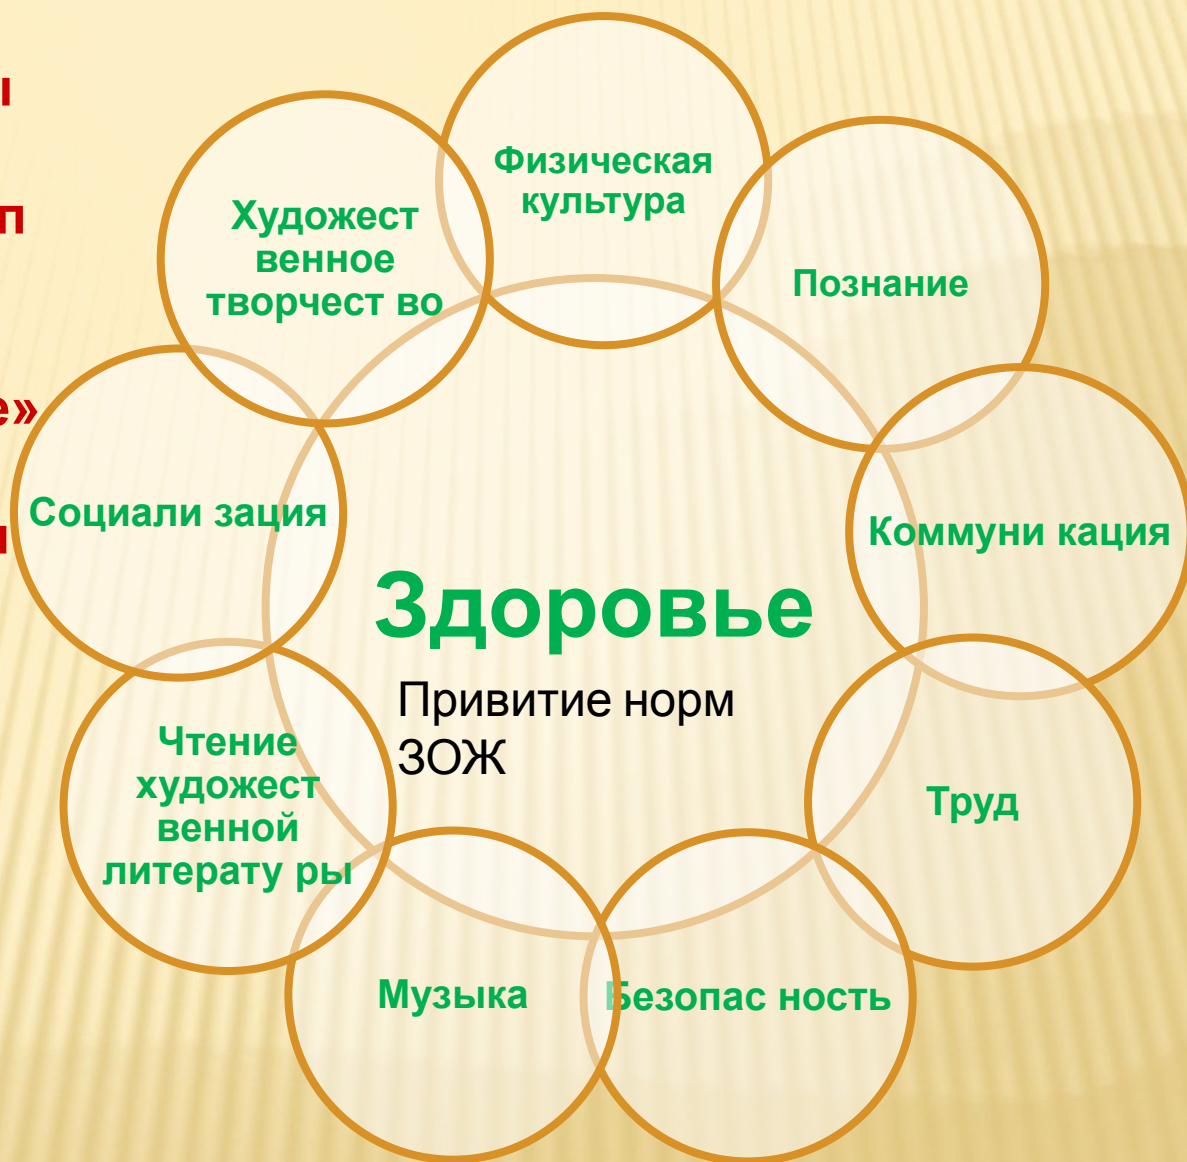 ы
п
е»
Физическая
культура
Художест
венное
творчест во
Познание
Социали зация
Коммуни кация
Здоровье
Привитие норм
ЗОЖ
Чтение
художест
венной
литерату ры
Труд
Музыка
Безопас ность